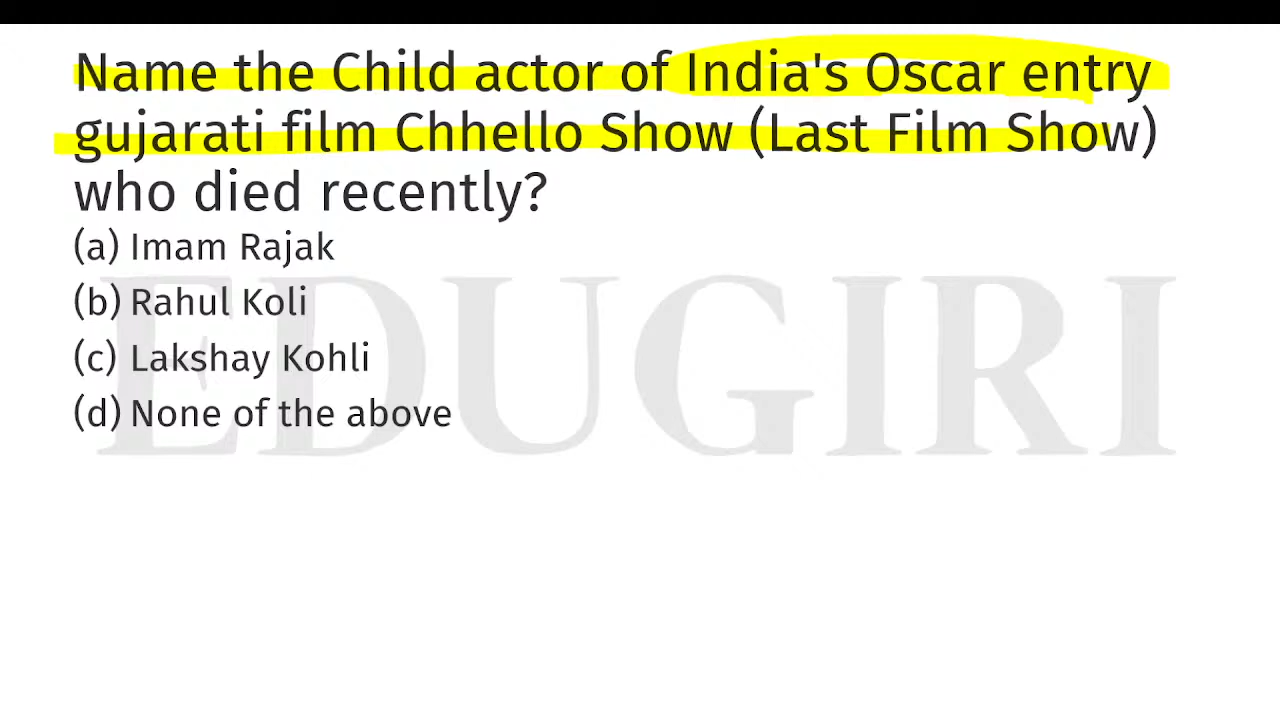 Name the Child actor of India's Oscar entry
gujarati film Chhello Show (Last Film Show)
who died recently?
(a) Imam Rajak
(b) Rahul Koli
(c) Lakshay Kohli
(d) None of the above
EDUGIRI